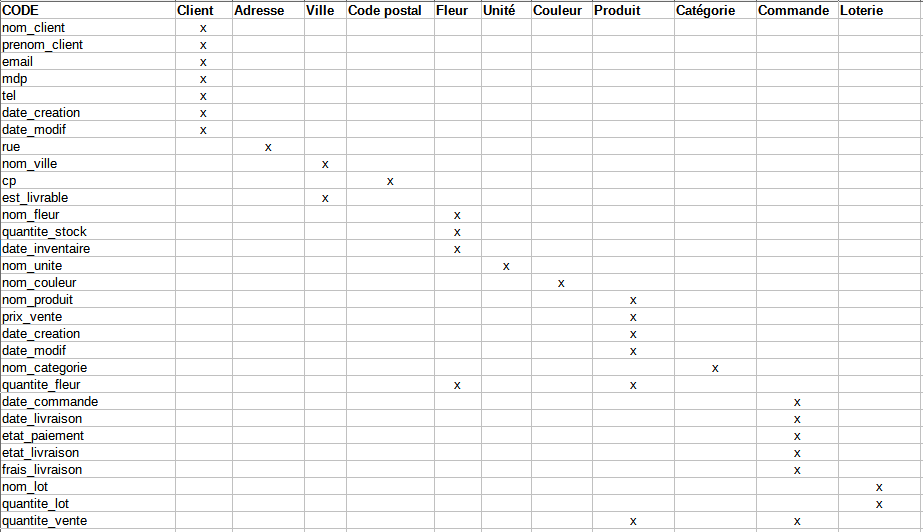 CODE Client Adresse Ville Code postal Fleur Unité Couleur Produit Catégorie Commande Loterie
nom_client x
prenom_client x
email x
mdp x
tel x
date_creation x
date_modif x
rue x
nom_ville x
cp x
est_livrable x
nom_fleur x
quantite_stock x
date_inventaire x
nom_unite x
nom_couleur x
nom_produit x
prix_vente x
date_creation x
date_modif x
nom_categorie x
quantite_fleur x x
date_commande x
date_livraison x
etat_paiement x
etat_livraison x
frais_livraison x
nom_lot x
quantite_lot x
quantite_vente x x